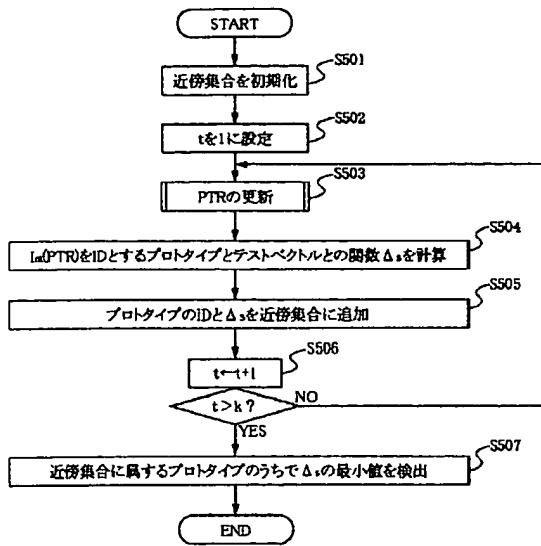 START
S501
近傍集合を初期化
S502
tを1に設定
S503
PTRの更新
S504
Im(PTR)をIDとするプロトタイプとテストベクトルとの関数Δsを計算
S505
プロトタイプのIDとΔsを近傍集合に追加
S506
t←t+1
t>k?
NO
YES
S507
近傍集合に属するプロトタイプのうちでΔsの最小値を検出
END